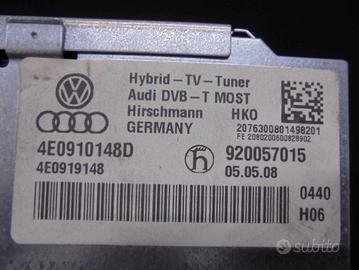 Hybrid-TV-Tuner
Audi DVB-T MOST
Hirschmann HKO
GERMANY
2076300801498201
FE 2080200600828902
4E0910148D
4E0919148
h 920057015
05.05.08
0440
H06
subito